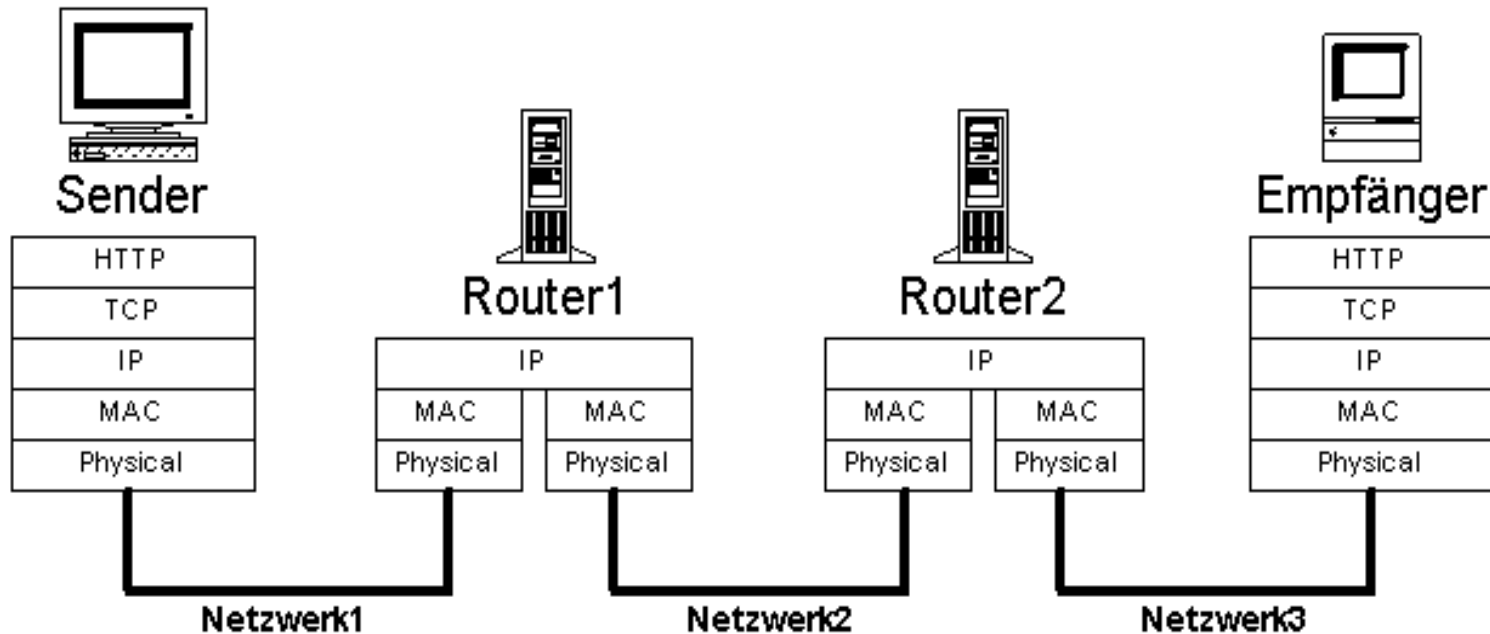 Sender
HTTP
TCP
IP
MAC
Physical
Router1
IP
MAC MAC
Physical Physical
Router2
IP
MAC MAC
Physical Physical
Empfänger
HTTP
TCP
IP
MAC
Physical
Netzwerk1
Netzwerk2
Netzwerk3